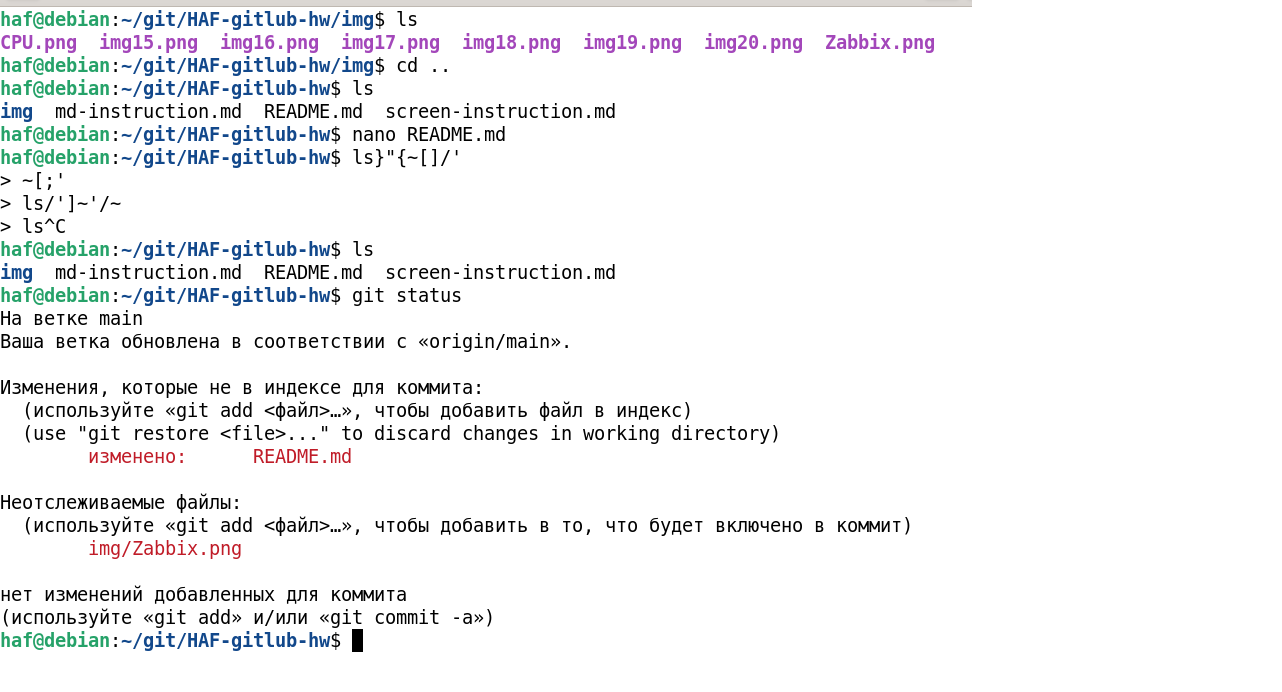 haf@debian:~/git/HAF-gitlub-hw/img$ ls
CPU.png  img15.png  img16.png  img17.png  img18.png  img19.png  img20.png  Zabbix.png
haf@debian:~/git/HAF-gitlub-hw/img$ cd ..
haf@debian:~/git/HAF-gitlub-hw$ ls
img  md-instruction.md  README.md  screen-instruction.md
haf@debian:~/git/HAF-gitlub-hw$ nano README.md
haf@debian:~/git/HAF-gitlub-hw$ ls}"{~[]/'
> ~[;'
> ls/']~'/~
> ls^C
haf@debian:~/git/HAF-gitlub-hw$ ls
img  md-instruction.md  README.md  screen-instruction.md
haf@debian:~/git/HAF-gitlub-hw$ git status
На ветке main
Ваша ветка обновлена в соответствии с «origin/main».

Изменения, которые не в индексе для коммита:
  (используйте «git add <файл>…», чтобы добавить файл в индекс)
  (use "git restore <file>..." to discard changes in working directory)
        изменено:      README.md

Неотслеживаемые файлы:
  (используйте «git add <файл>…», чтобы добавить в то, что будет включено в коммит)
        img/Zabbix.png

нет изменений добавленных для коммита
(используйте «git add» и/или «git commit -a»)
haf@debian:~/git/HAF-gitlub-hw$